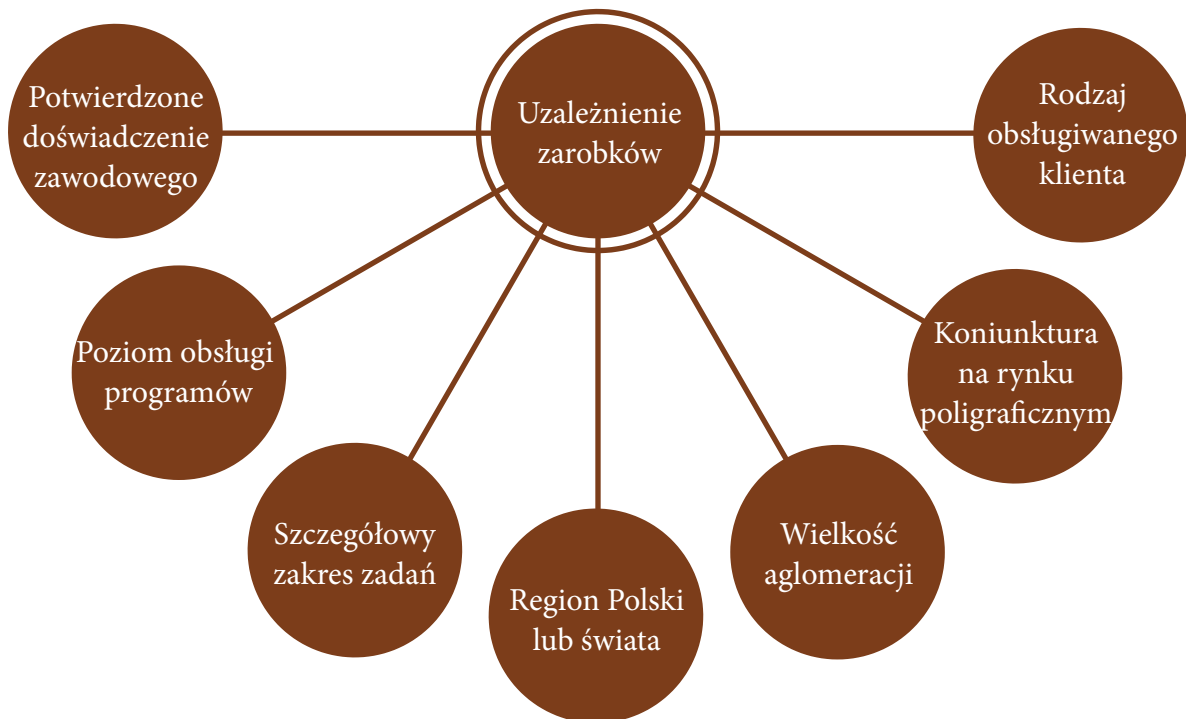 Uzależnienie
zarobków
Potwierdzone
doświadczenie
zawodowego
Poziom obsługi
programów
Szczegółowy
zakres zadań
Region Polski
lub świata
Wielkość
aglomeracji
Koniunktura
na rynku
poligraficznym
Rodzaj
obsługiwanego
klienta